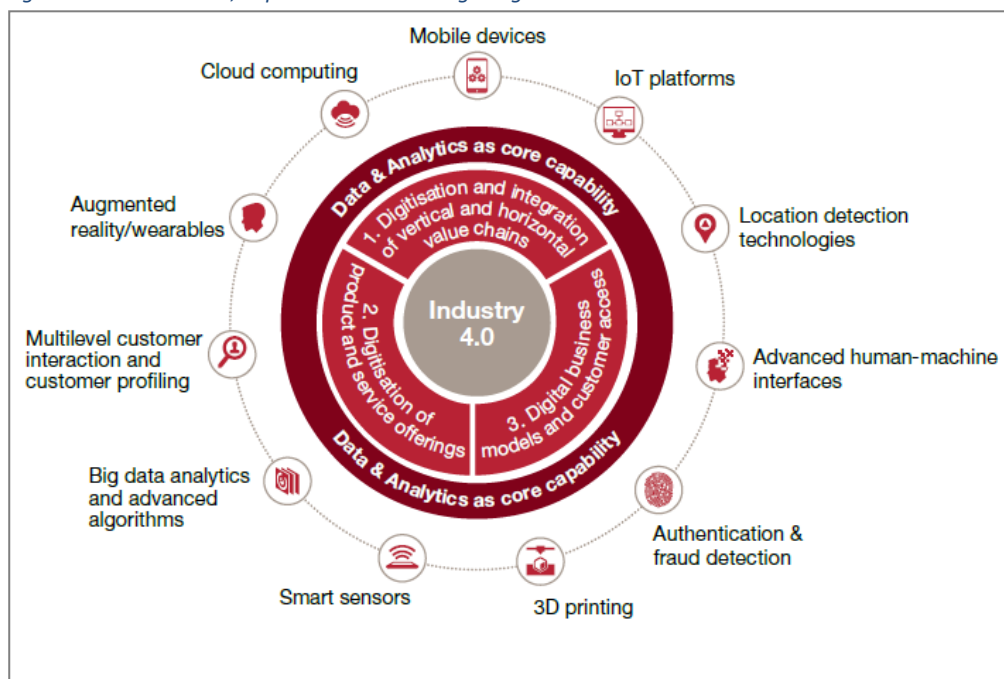 Mobile devices
Cloud computing
IoT platforms
Data & Analytics as core capability
1. Digitisation and integration
of vertical and horizontal
value chains
Augmented
reality/wearables
Location detection
technologies
Industry
4.0
2. Digitisation of
product and service offerings
3. Digital business
models and customer access
Multilevel customer
interaction and
customer profiling
Advanced human-machine
interfaces
Data & Analytics as core capability
Big data analytics
and advanced
algorithms
Authentication &
fraud detection
Smart sensors
3D printing